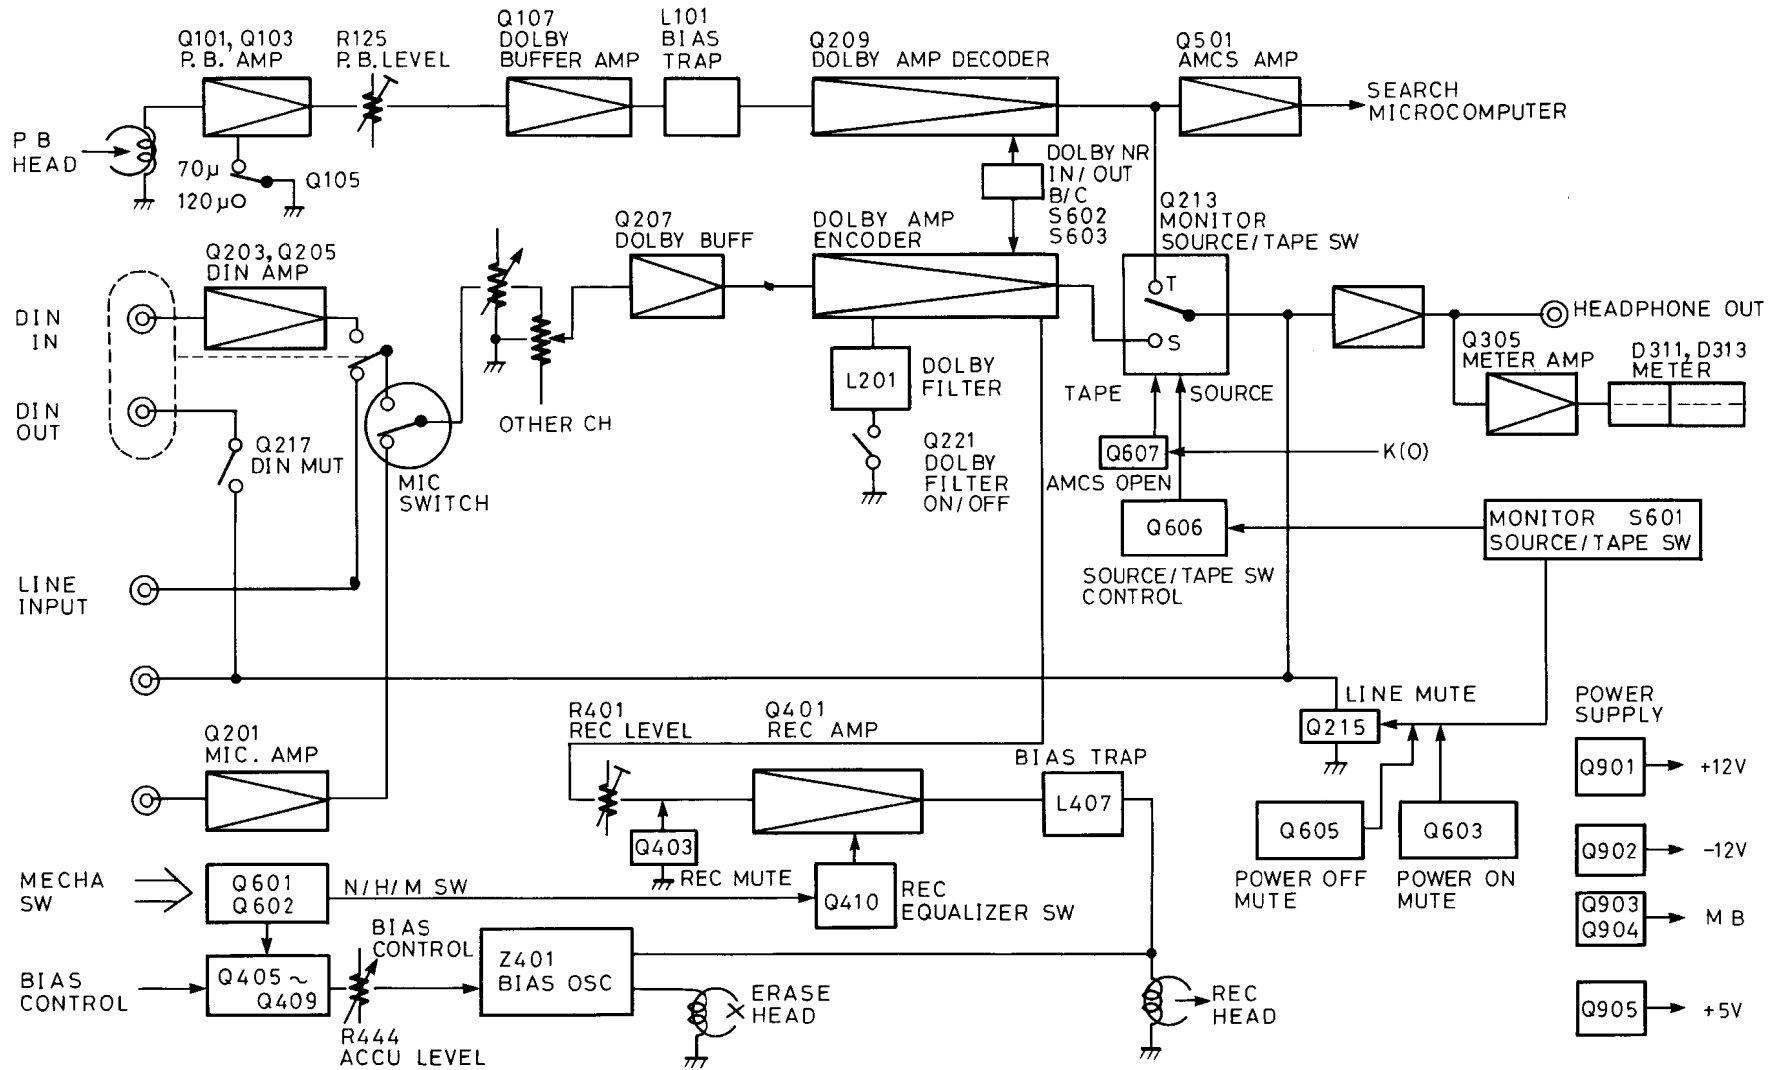 Q101, Q103
P.B. AMP
R125
P.B. LEVEL
Q107
DOLBY
BUFFER AMP
L101
BIAS
TRAP
Q209
DOLBY AMP DECODER
Q501
AMCS AMP
SEARCH
MICROCOMPUTER
PB
HEAD
70μ
120μ
Q105
DOLBY NR
IN/OUT
B/C
S602
S603
Q203, Q205
DIN AMP
Q207
DOLBY BUFF
DOLBY AMP
ENCODER
Q213
MONITOR
SOURCE/TAPE SW
T
S
DIN
IN
DIN
OUT
Q217
DIN MUT
MIC
SWITCH
OTHER CH
L201
DOLBY
FILTER
Q221
DOLBY
FILTER
ON/OFF
TAPE
SOURCE
Q607
AMCS OPEN
K(O)
HEADPHONE OUT
Q305
METER AMP
D311, D313
METER
Q606
SOURCE/TAPE SW
CONTROL
MONITOR S601
SOURCE/TAPE SW
LINE
INPUT
Q201
MIC. AMP
R401
REC LEVEL
Q401
REC AMP
BIAS TRAP
L407
Q403
REC MUTE
LINE MUTE
Q215
Q605
POWER OFF
MUTE
Q603
POWER ON
MUTE
POWER
SUPPLY
Q901
+12V
Q902
-12V
Q903
Q904
MB
Q905
+5V
MECHA
SW
Q601
Q602
N/H/M SW
Q410
REC
EQUALIZER SW
BIAS
CONTROL
Q405~
Q409
BIAS
CONTROL
R444
ACCU LEVEL
Z401
BIAS OSC
ERASE
HEAD
REC
HEAD